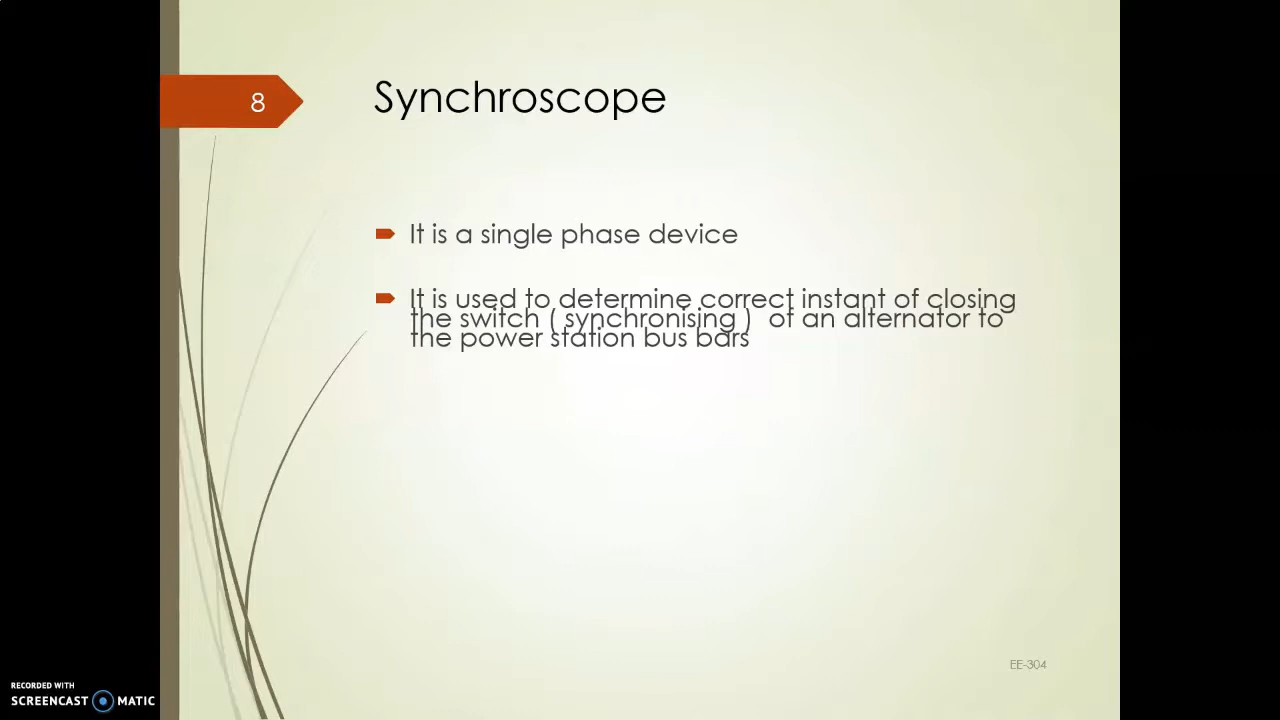 8
Synchroscope
It is a single phase device
It is used to determine correct instant of closing
the switch ( synchronising ) of an alternator to
the power station bus bars
EE-304
RECORDED WITH
SCREENCAST MATIC